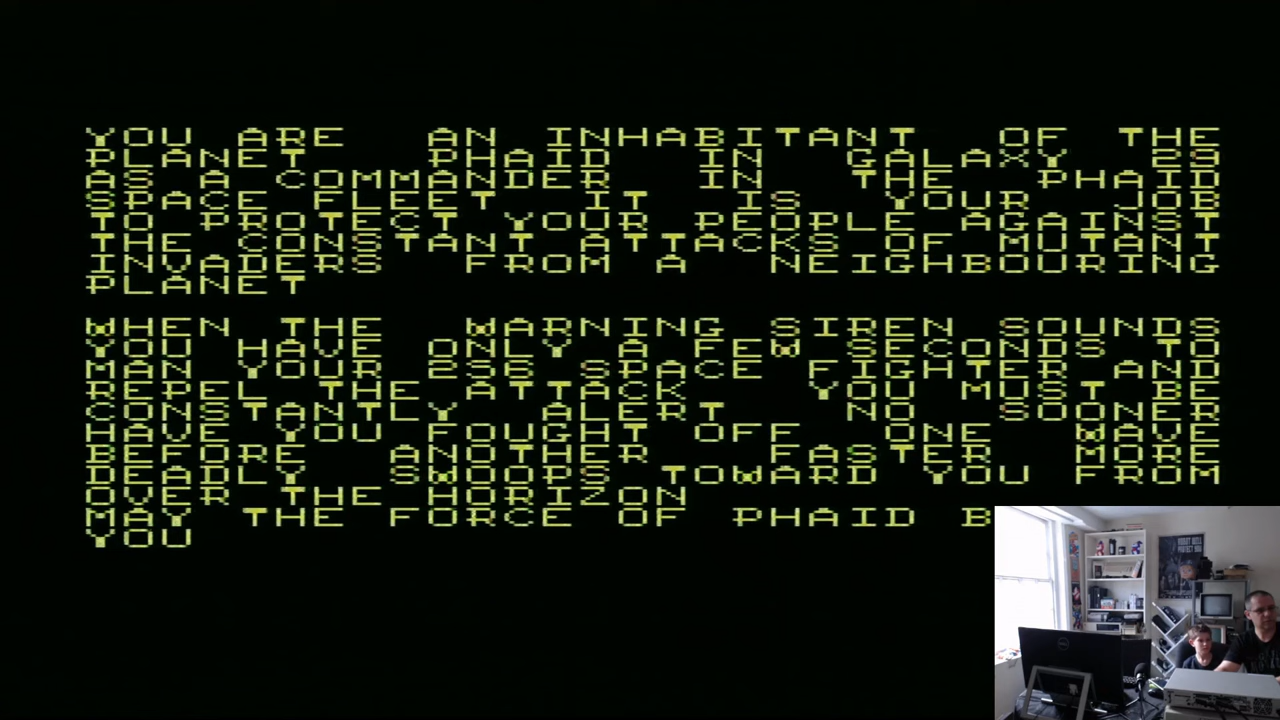 YOU ARE AN INHABITANT OF THE
PLANET PHAID IN GALAXY 29
AS A COMMANDER IN THE PHAID
SPACE FLEET IT IS YOUR JOB
TO PROTECT YOUR PEOPLE AGAINST
THE CONSTANT ATTACKS OF MUTANT
INVADERS FROM A NEIGHBOURING
PLANET
WHEN THE WARNING SIREN SOUNDS
YOU HAVE ONLY A FEW SECONDS TO
MAN YOUR 2SS SPACE FIGHTER AND
REPEL THE ATTACK YOU MUST BE
CONSTANTLY ALERT NO SOONER
HAVE YOU FOUGHT OFF ONE WAVE
BEFORE ANOTHER FASTER MORE
DEADLY SWOOPS TOWARD YOU FROM
OVER THE HORIZON
MAY THE FORCE OF PHAID B
YOU